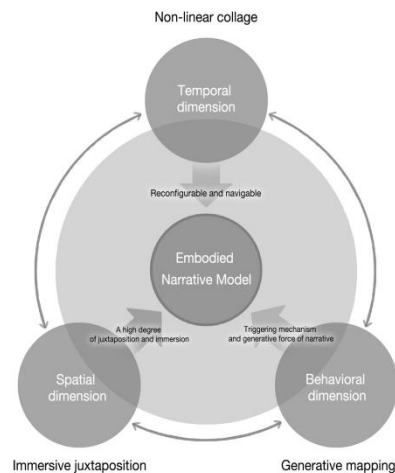 Non-linear collage
Temporal
dimension
Reconfigurable and navigable
Embodied
Narrative Model
A high degree
of juxtaposition and immersion
Triggering mechanism
and generative force of narrative
Spatial
dimension
Behavioral
dimension
Immersive juxtaposition
Generative mapping